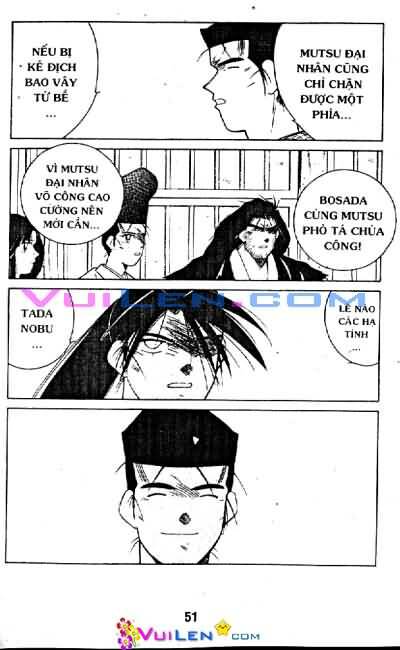 MUTSU ĐẠI
NHÂN CŨNG
CHỈ CHẶN
ĐƯỢC MỘT
PHÍA...
NẾU BỊ
KẺ ĐỊCH
BAO VÂY
TỨ BỀ
...
BOSADA
CÙNG MUTSU
PHÒ TÁ CHÚA
CÔNG!
VÌ MUTSU
ĐẠI NHÂN
VÕ CÔNG CAO
CƯỜNG NÊN
MỚI CẦN...
LẼ NÀO
CÁC HẠ
TÍNH...
TADA
NOBU
...
VUILEN.COM
51
VUILEN.COM